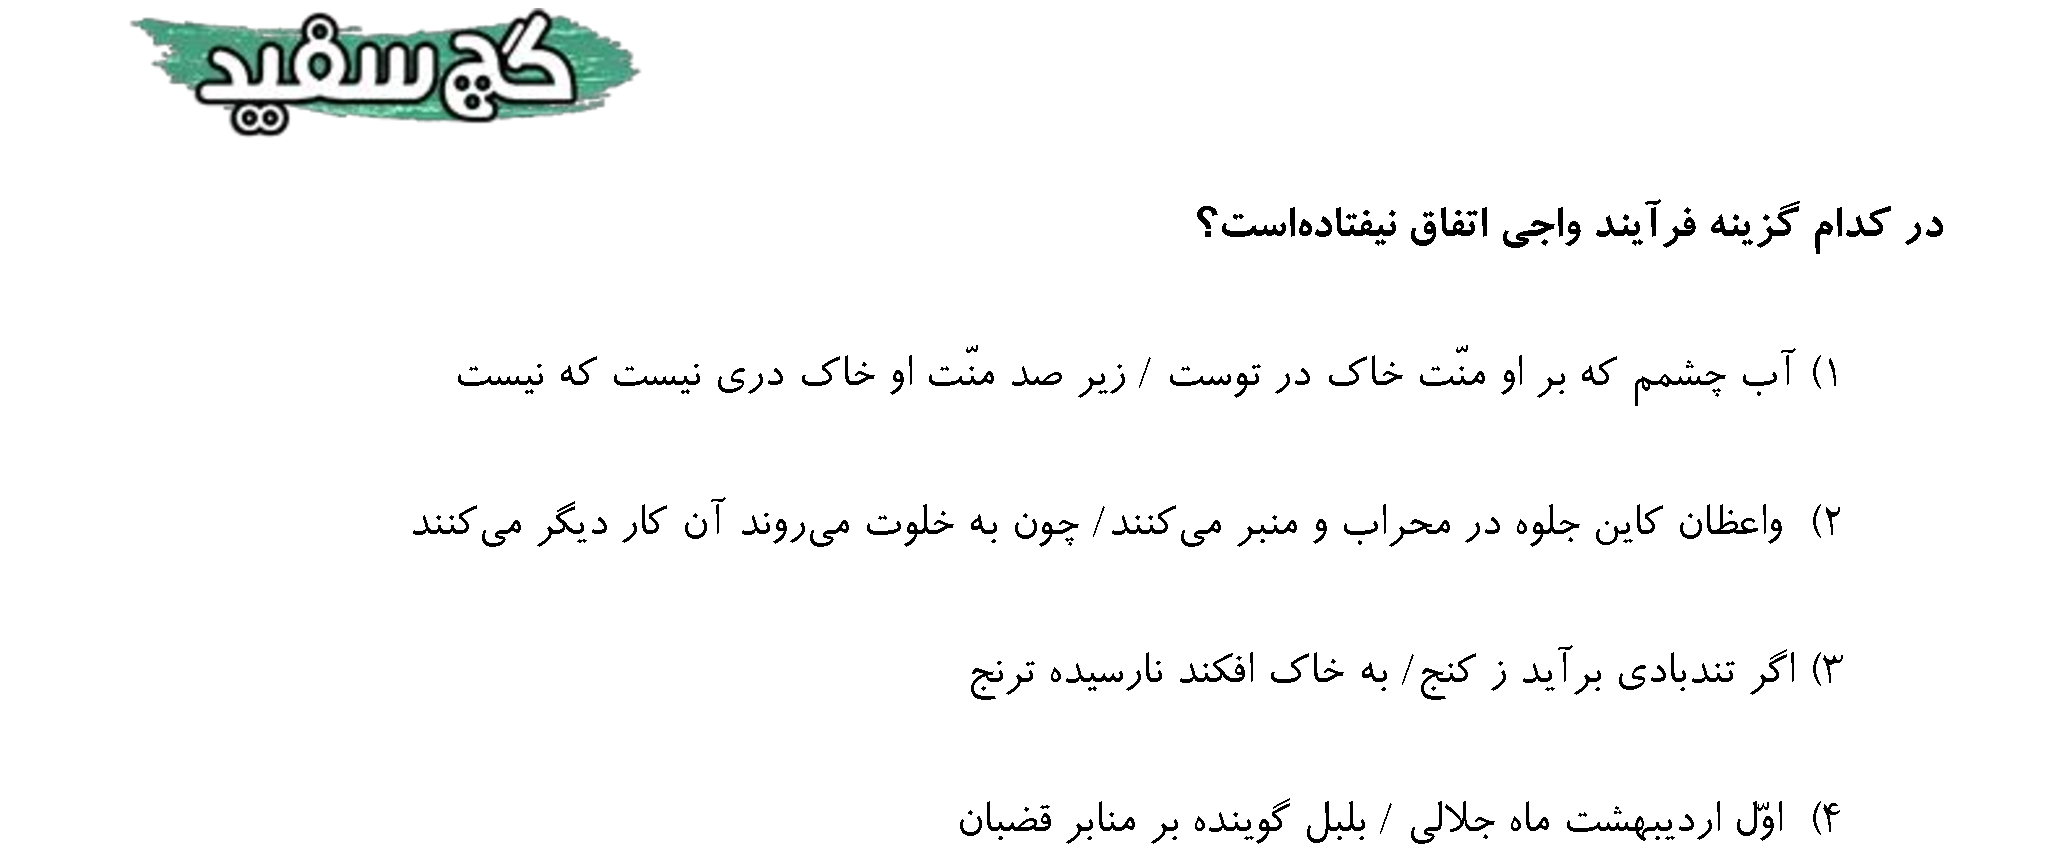 گچ سفید
در کدام گزینه فرآیند واجی اتفاق نیفتاده‌است؟
۱) آب چشمم که بر او منّت خاک در توست / زیر صد منّت او خاک دری نیست که نیست
۲) واعظان کاین جلوه در محراب و منبر می‌کنند/ چون به خلوت می‌روند آن کار دیگر می‌کنند
۳) اگر تندبادی برآید ز کنج/ به خاک افکند نارسیده ترنج
۴) اوّل اردیبهشت ماه جلالی / بلبل گوینده بر منابر قضبان